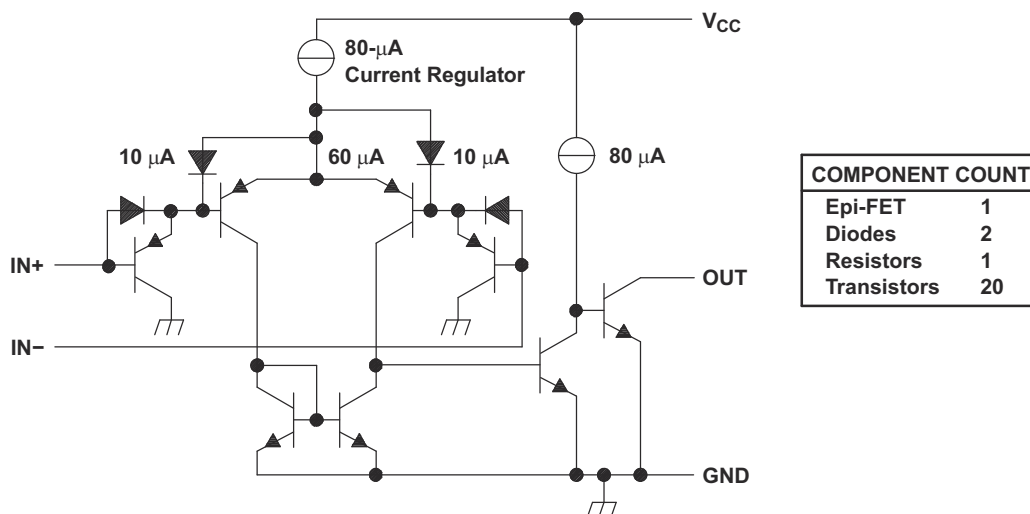 V_CC
80-µA
Current Regulator
10 µA
60 µA
10 µA
80 µA
IN+
OUT
IN−
GND
COMPONENT COUNT
Epi-FET 1
Diodes 2
Resistors 1
Transistors 20